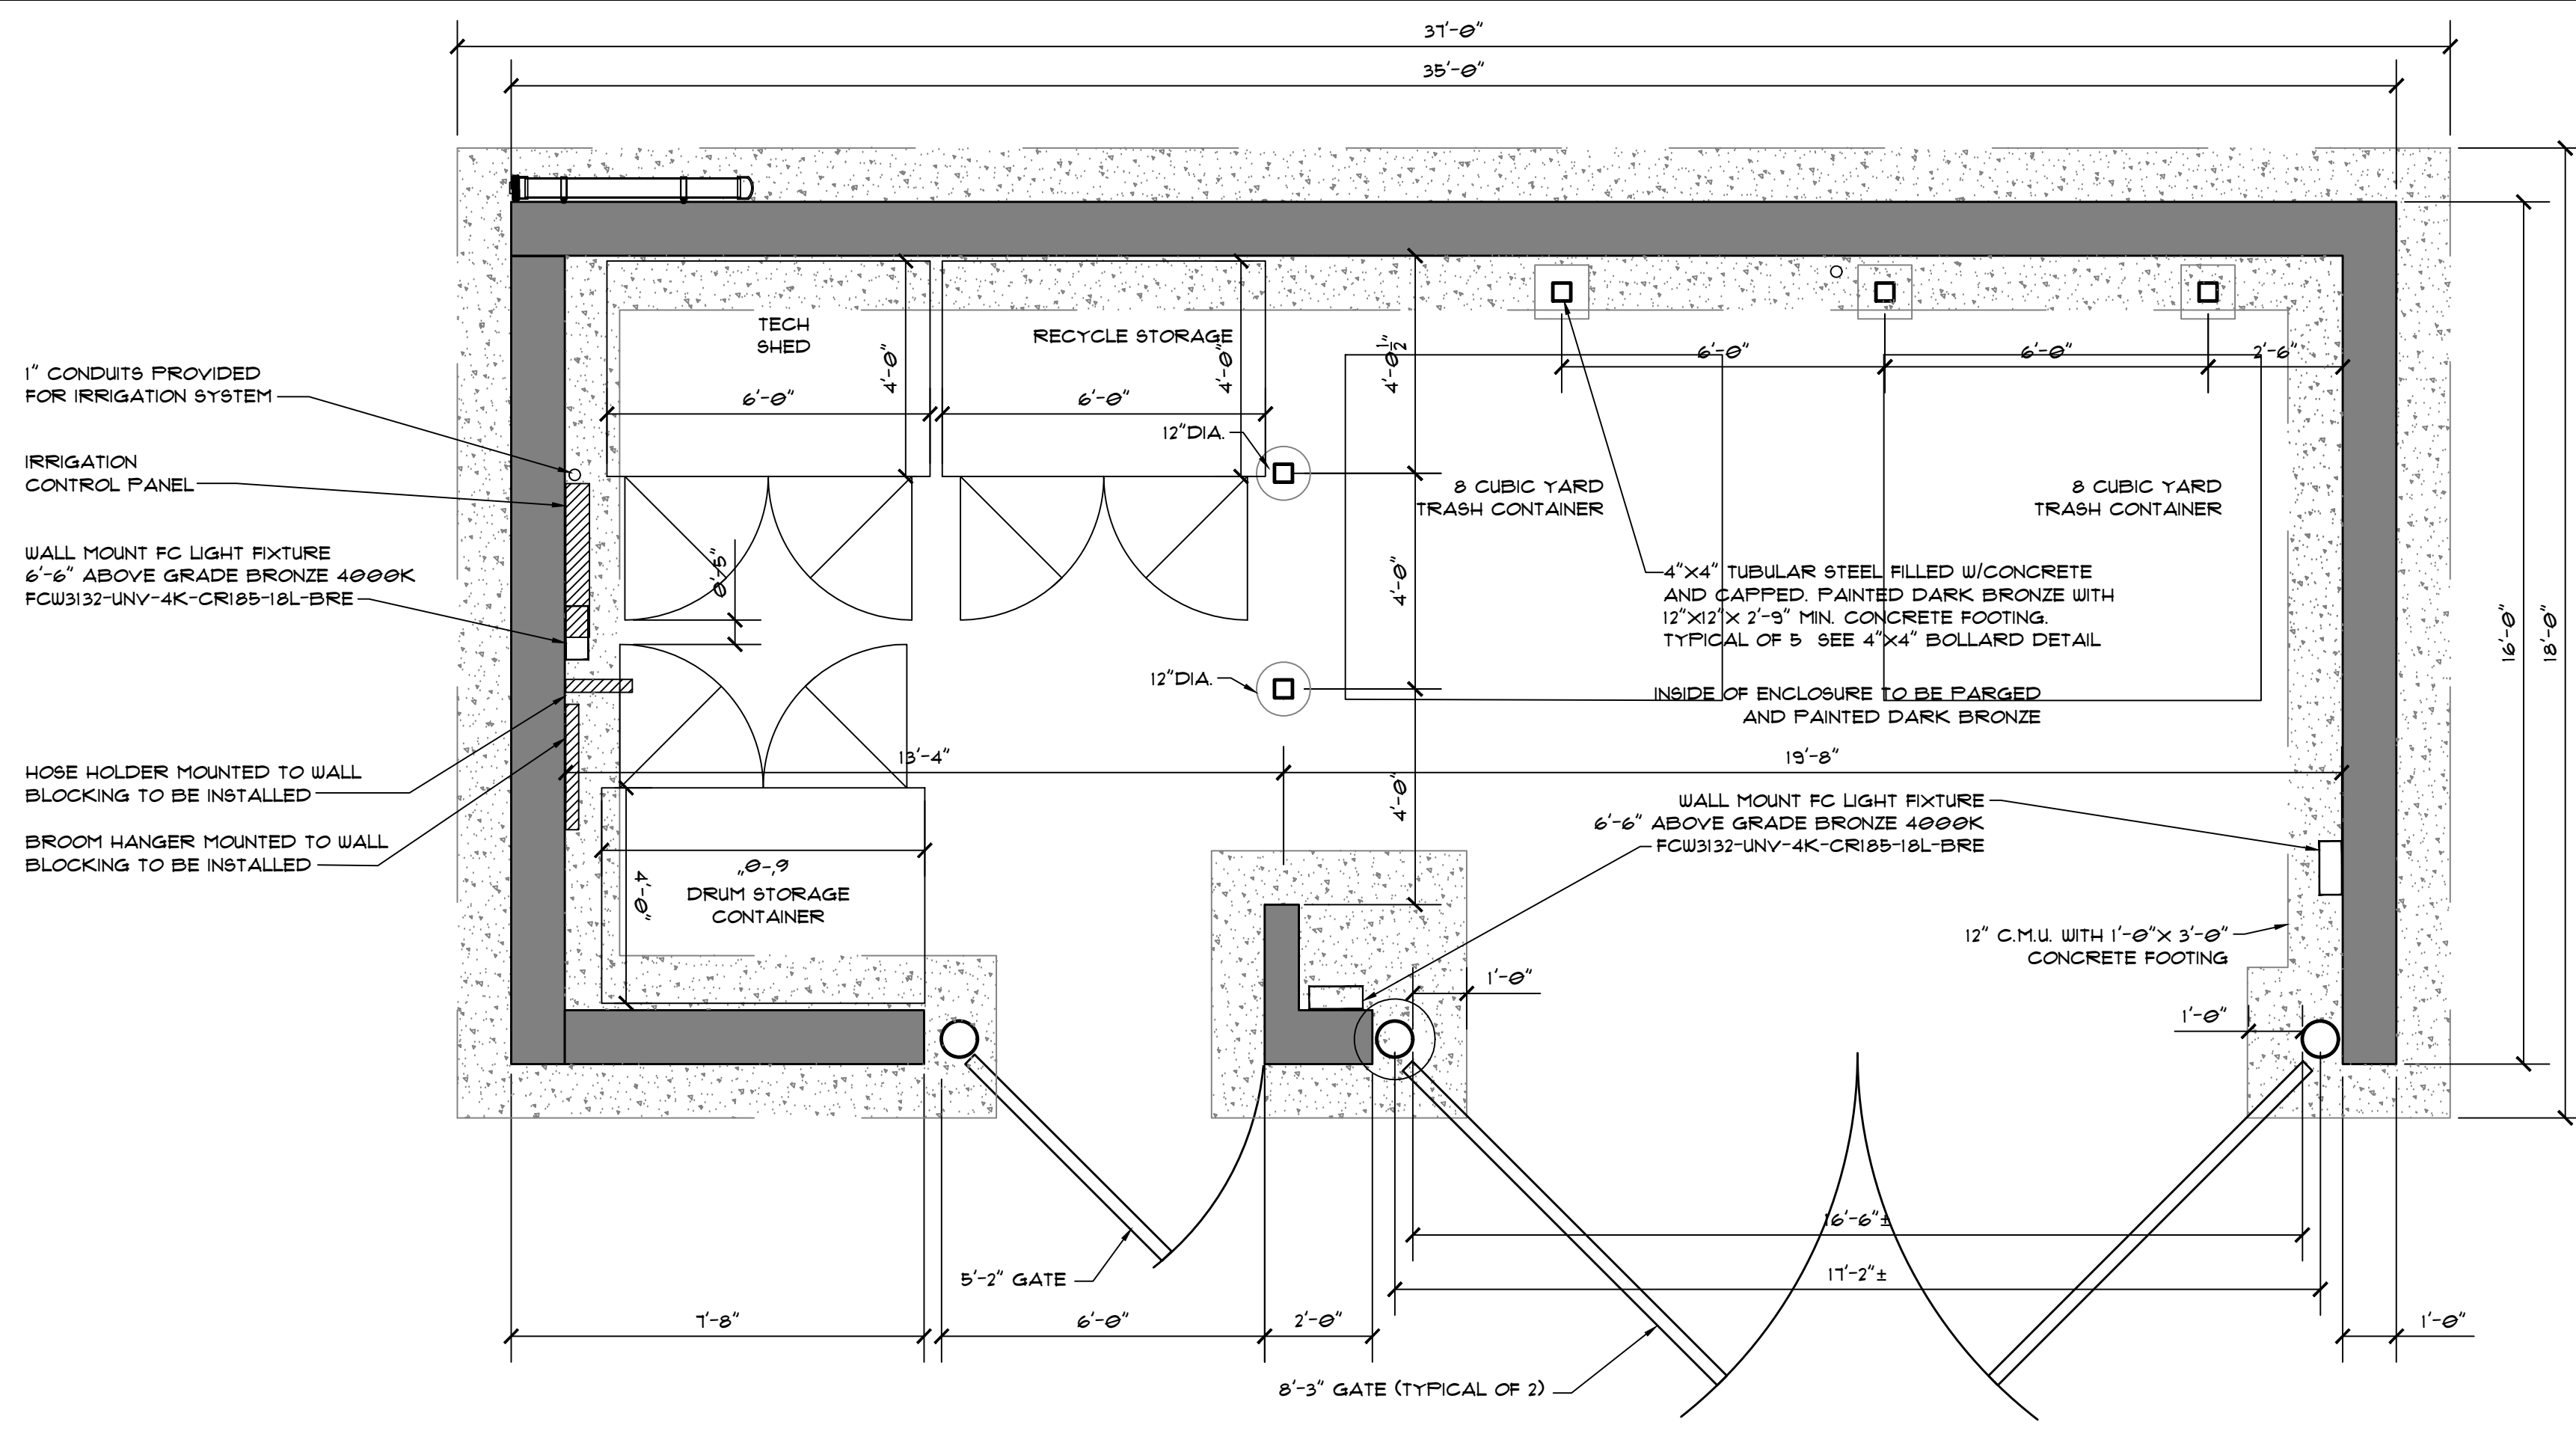 37'-0"
35'-0"
TECH
SHED
RECYCLE STORAGE
4'-0"
4'-0"
4'-0 1/2"
6'-0"
6'-0"
2'-6"
1" CONDUITS PROVIDED
FOR IRRIGATION SYSTEM
6'-0"
6'-0"
12"DIA.
IRRIGATION
CONTROL PANEL
8 CUBIC YARD
TRASH CONTAINER
8 CUBIC YARD
TRASH CONTAINER
WALL MOUNT FC LIGHT FIXTURE
6'-6" ABOVE GRADE BRONZE 4000K
FCW3132-UNV-4K-CR185-18L-BRE
0'-5"
4'-0"
4"X4" TUBULAR STEEL FILLED W/CONCRETE
AND CAPPED. PAINTED DARK BRONZE WITH
12"X12"X 2'-9" MIN. CONCRETE FOOTING.
TYPICAL OF 5 SEE 4"X4" BOLLARD DETAIL
16'-0"
18'-0"
12"DIA.
INSIDE OF ENCLOSURE TO BE PARGED
AND PAINTED DARK BRONZE
13'-4"
19'-8"
HOSE HOLDER MOUNTED TO WALL
BLOCKING TO BE INSTALLED
4'-0"
WALL MOUNT FC LIGHT FIXTURE
6'-6" ABOVE GRADE BRONZE 4000K
FCW3132-UNV-4K-CR185-18L-BRE
BROOM HANGER MOUNTED TO WALL
BLOCKING TO BE INSTALLED
6'-0"
4'-0"
DRUM STORAGE
CONTAINER
12" C.M.U. WITH 1'-0"X 3'-0"
CONCRETE FOOTING
1'-0"
1'-0"
16'-6"±
5'-2" GATE
17'-2"±
7'-8"
6'-0"
2'-0"
1'-0"
8'-3" GATE (TYPICAL OF 2)